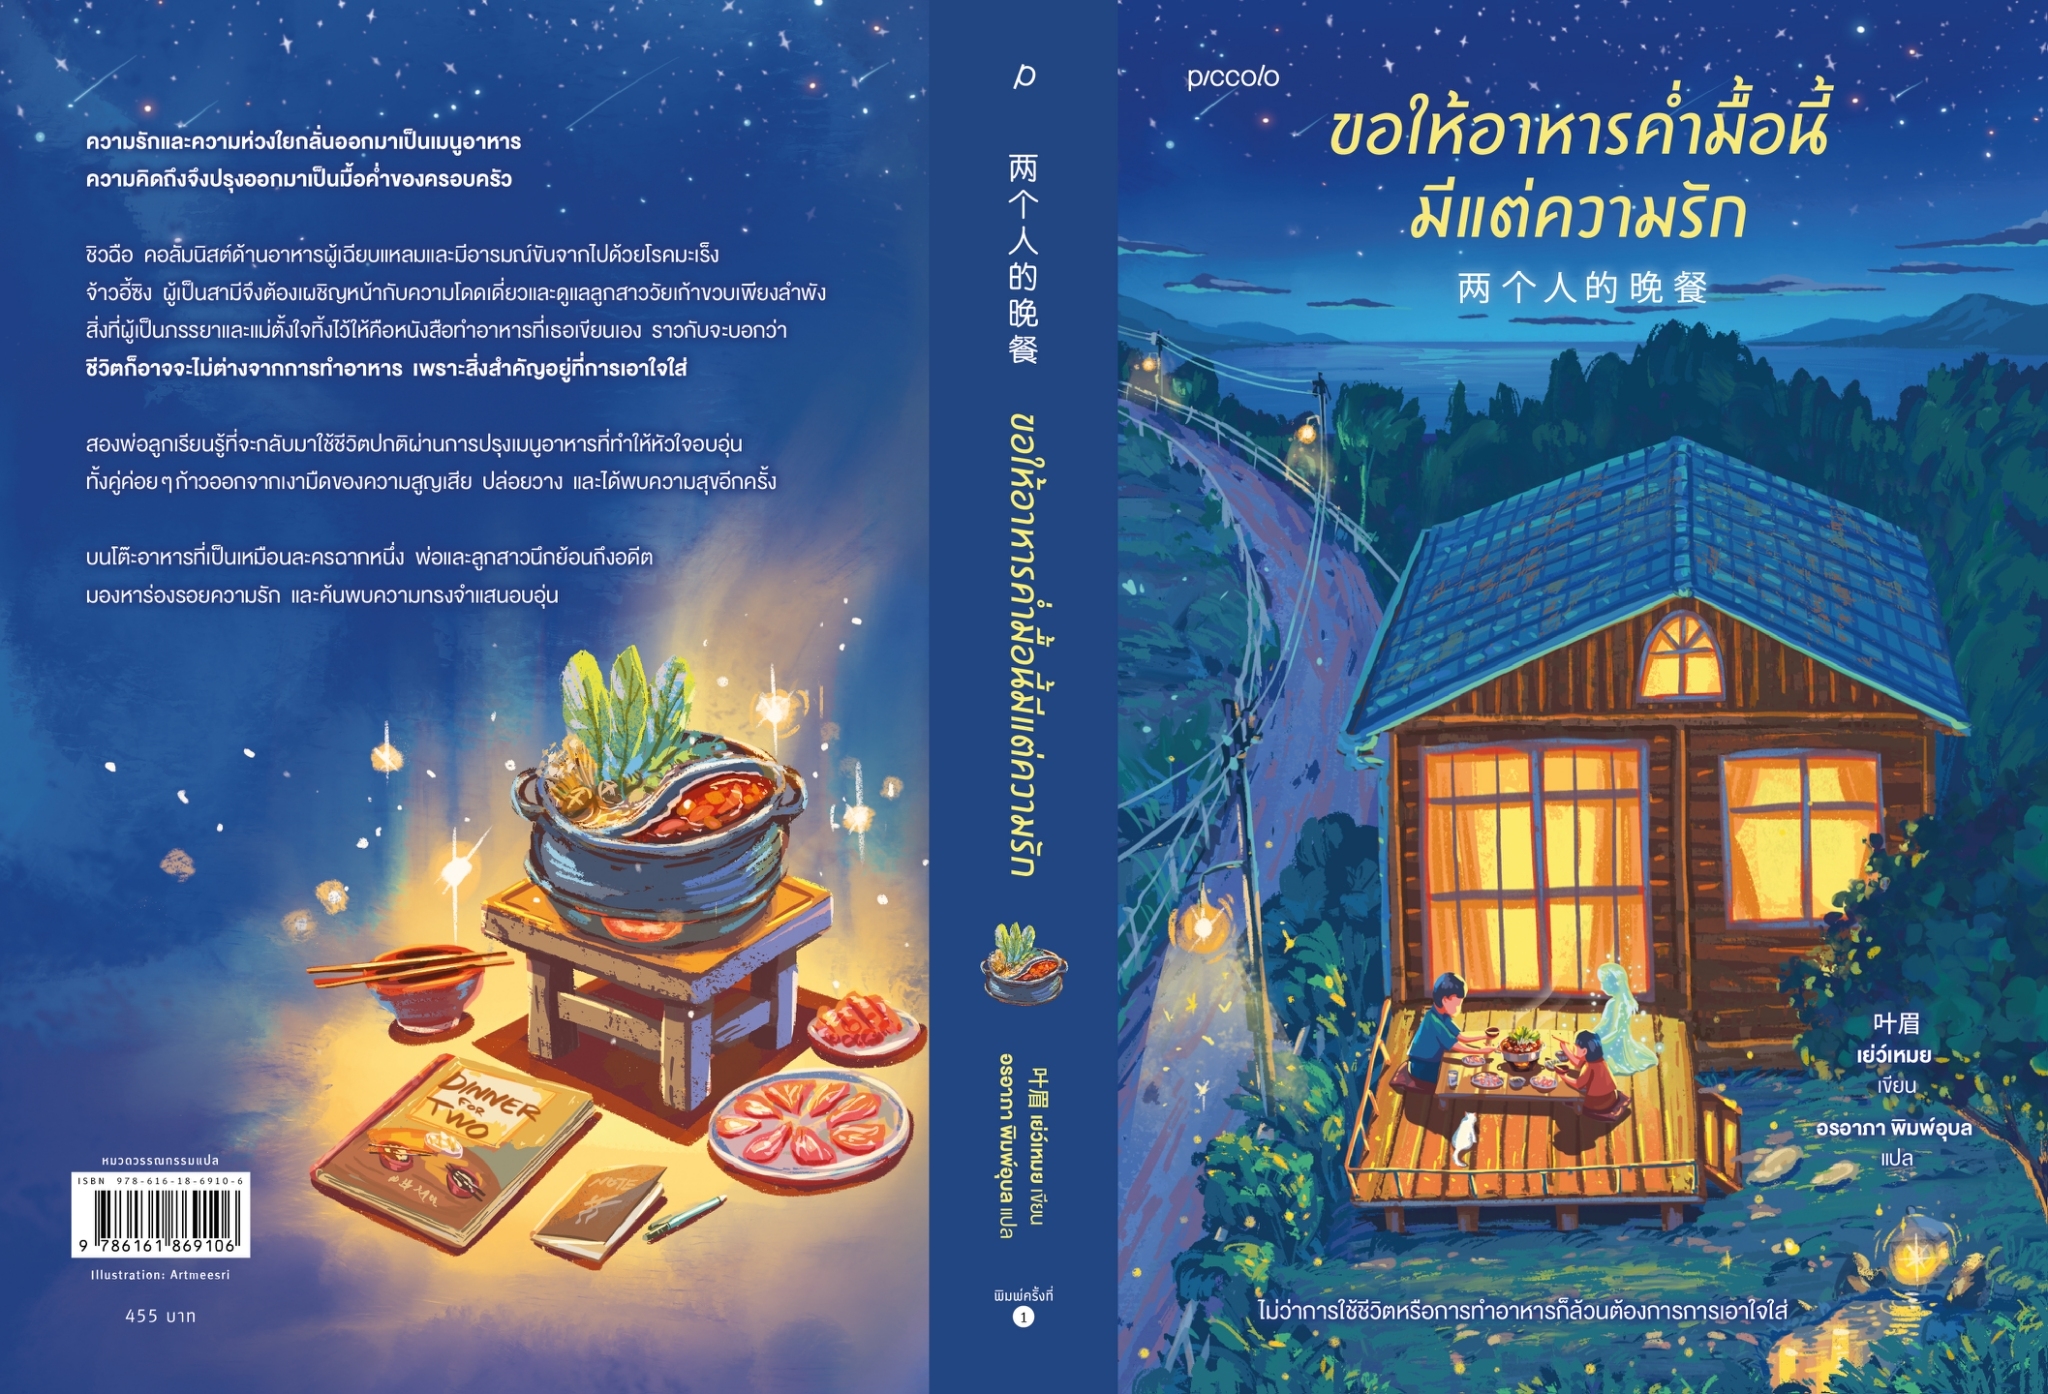 ความรักและความห่วงใยกลั่นออกมาเป็นเมนูอาหาร
ความคิดถึงจึงปรุงออกมาเป็นมื้อค่ำของครอบครัว
ชิวฉือ คอลัมนิสต์ด้านอาหารผู้เฉียบแหลมและมีอารมณ์ขันจากไปด้วยโรคมะเร็ง
จ้าวอี้ซิง ผู้เป็นสามีจึงต้องเผชิญหน้ากับความโดดเดี่ยวและดูแลลูกสาววัยเก้าขวบเพียงลำพัง
สิ่งที่ผู้เป็นภรรยาและแม่ตั้งใจทิ้งไว้ให้คือหนังสือทำอาหารที่เธอเขียนเอง ราวกับจะบอกว่า
ชีวิตก็อาจจะไม่ต่างจากการทำอาหาร เพราะสิ่งสำคัญอยู่ที่การเอาใจใส่
สองพ่อลูกเรียนรู้ที่จะกลับมาใช้ชีวิตปกติผ่านการปรุงเมนูอาหารที่ทำให้หัวใจอบอุ่น
ทั้งคู่ค่อยๆ ก้าวออกจากเงามืดของความสูญเสีย ปล่อยวาง และได้พบความสุขอีกครั้ง
บนโต๊ะอาหารที่เป็นเหมือนละครฉากหนึ่ง พ่อและลูกสาวนึกย้อนถึงอดีต
มองหาร่องรอยความรัก และค้นพบความทรงจำแสนอบอุ่น
DINNER
FOR
TWO
NOTE
หมวดวรรณกรรมแปล
ISBN 978-616-18-6910-6
9 786161 869106
Illustration: Artmeesri
455 บาท
p
两个人的晚餐
ขอให้อาหารค่ำมื้อนี้มีแต่ความรัก
叶眉 เย่ว์เหมย เขียน
อรอาภา พิมพ์อุบล แปล
พิมพ์ครั้งที่
1
piccolo
ขอให้อาหารค่ำมื้อนี้
มีแต่ความรัก
两个人的晚餐
叶眉
เย่ว์เหมย
เขียน
อรอาภา พิมพ์อุบล
แปล
ไม่ว่าการใช้ชีวิตหรือการทำอาหารก็ล้วนต้องการการเอาใจใส่